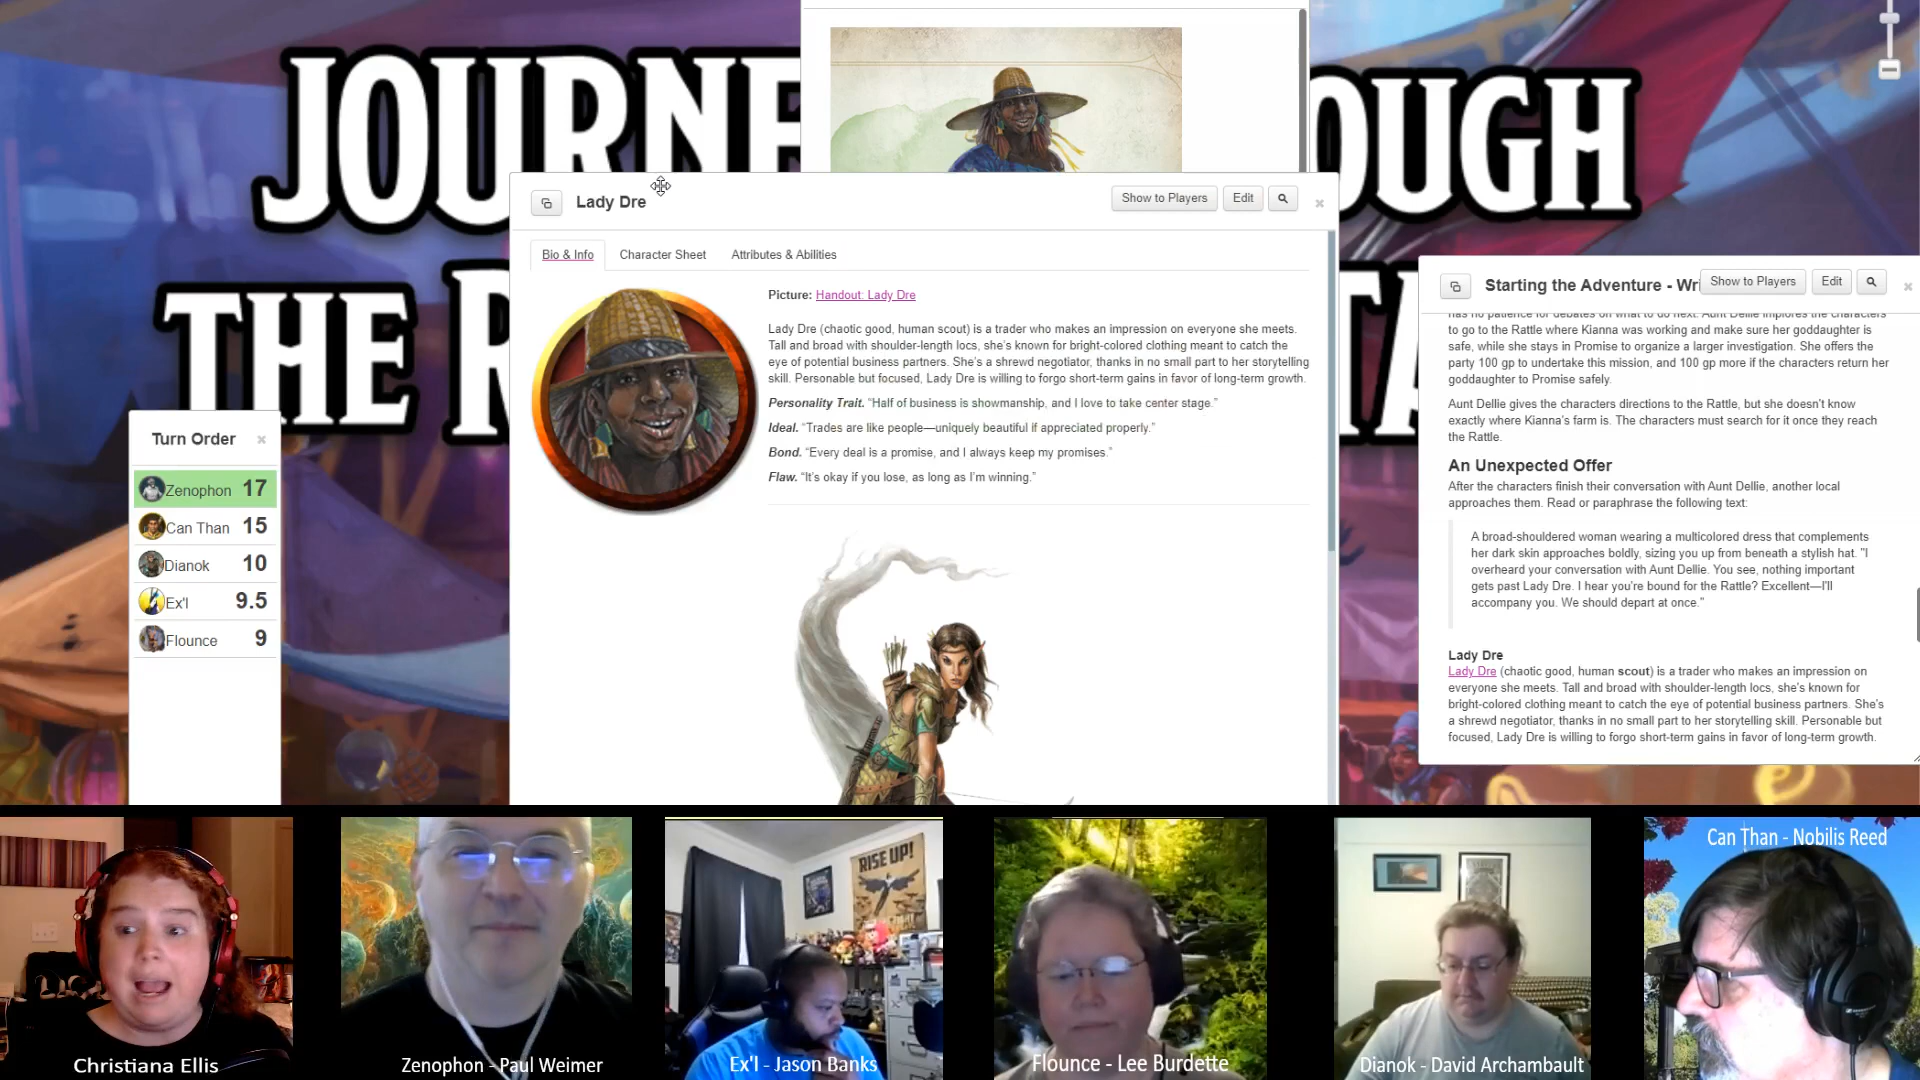 JOURNE
OUGH
THE R
TA
Lady Dre
Show to Players
Edit
Bio & Info
Character Sheet
Attributes & Abilities
Picture: Handout: Lady Dre
Lady Dre (chaotic good, human scout) is a trader who makes an impression on everyone she meets.
Tall and broad with shoulder-length locs, she's known for bright-colored clothing meant to catch the
eye of potential business partners. She's a shrewd negotiator, thanks in no small part to her storytelling
skill. Personable but focused, Lady Dre is willing to forgo short-term gains in favor of long-term growth.
Personality Trait. “Half of business is showmanship, and I love to take center stage.”
Ideal. “Trades are like people—uniquely beautiful if appreciated properly.”
Bond. “Every deal is a promise, and I always keep my promises.”
Flaw. “It's okay if you lose, as long as I'm winning.”
Turn Order
Zenophon 17
Can Than 15
Dianok 10
Ex'l 9.5
Flounce 9
Starting the Adventure - Wri
Show to Players
Edit
has no patience for debates on what to do next. Aunt Dellie implores the characters
to go to the Rattle where Kianna was working and make sure her goddaughter is
safe, while she stays in Promise to organize a larger investigation. She offers the
party 100 gp to undertake this mission, and 100 gp more if the characters return her
goddaughter to Promise safely.
Aunt Dellie gives the characters directions to the Rattle, but she doesn't know
exactly where Kianna's farm is. The characters must search for it once they reach
the Rattle.
An Unexpected Offer
After the characters finish their conversation with Aunt Dellie, another local
approaches them. Read or paraphrase the following text:
A broad-shouldered woman wearing a multicolored dress that complements
her dark skin approaches boldly, sizing you up from beneath a stylish hat. "I
overheard your conversation with Aunt Dellie. You see, nothing important
gets past Lady Dre. I hear you're bound for the Rattle? Excellent—I'll
accompany you. We should depart at once."
Lady Dre
Lady Dre (chaotic good, human scout) is a trader who makes an impression on
everyone she meets. Tall and broad with shoulder-length locs, she's known for
bright-colored clothing meant to catch the eye of potential business partners. She's
a shrewd negotiator, thanks in no small part to her storytelling skill. Personable but
focused, Lady Dre is willing to forgo short-term gains in favor of long-term growth.
RISE UP!
Can Than - Nobilis Reed
Christiana Ellis
Zenophon - Paul Weimer
Ex'l - Jason Banks
Flounce - Lee Burdette
Dianok - David Archambault